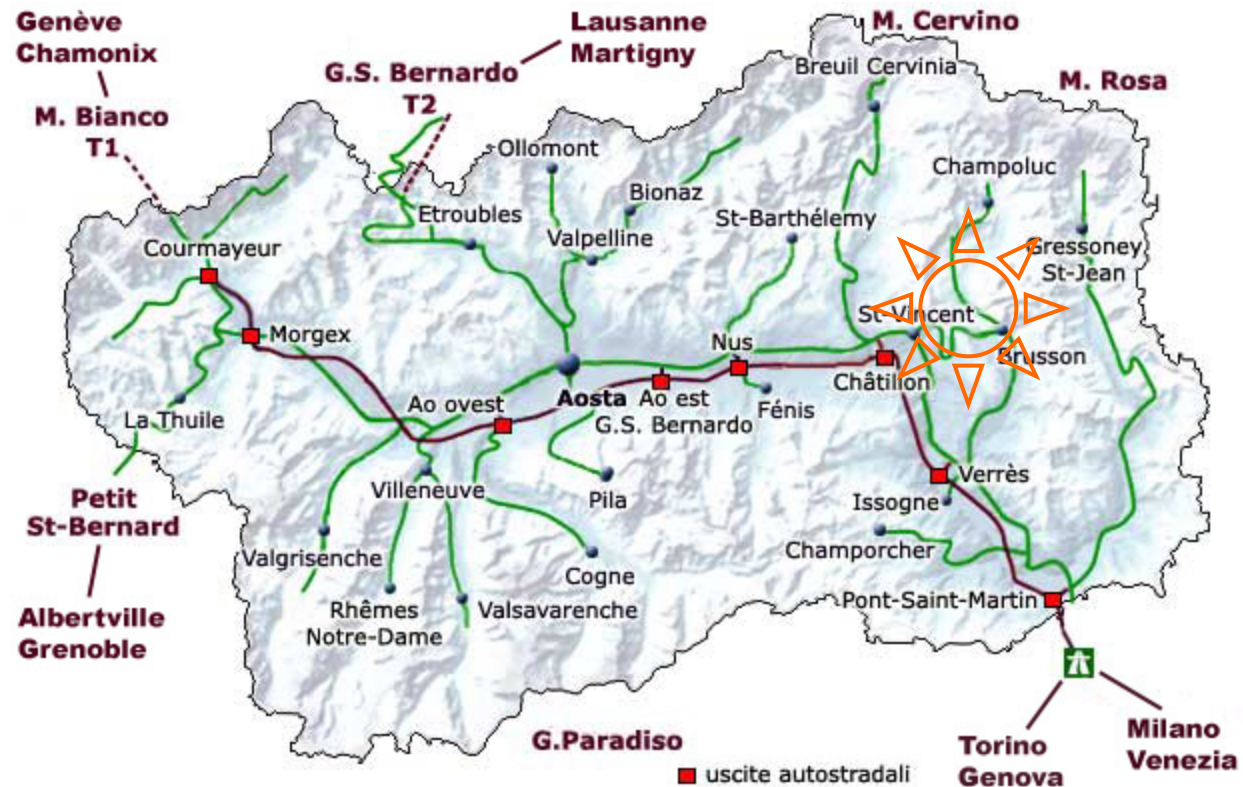 Genève
Chamonix
M. Bianco
T1
G.S. Bernardo
T2
Lausanne
Martigny
M. Cervino
Breuil Cervinia
M. Rosa
Ollomont
Champoluc
Bionaz
Etroubles
St-Barthélemy
Valpelline
Courmayeur
Gressoney
St-Jean
St-Vincent
Morgex
Nus
Brusson
Châtillon
La Thuile
Ao ovest
Aosta
Ao est
G.S. Bernardo
Fénis
Petit
St-Bernard
Villeneuve
Pila
Verrès
Issogne
Valgrisenche
Champorcher
Cogne
Albertville
Grenoble
Rhêmes
Notre-Dame
Valsavarenche
Pont-Saint-Martin
G.Paradiso
Torino
Genova
Milano
Venezia
uscite autostradali